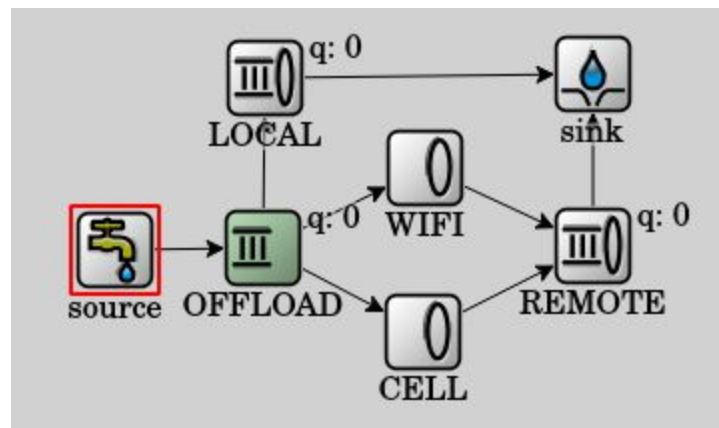 q: 0
LOCAL
sink
q: 0
WIFI
q: 0
source
OFFLOAD
REMOTE
CELL